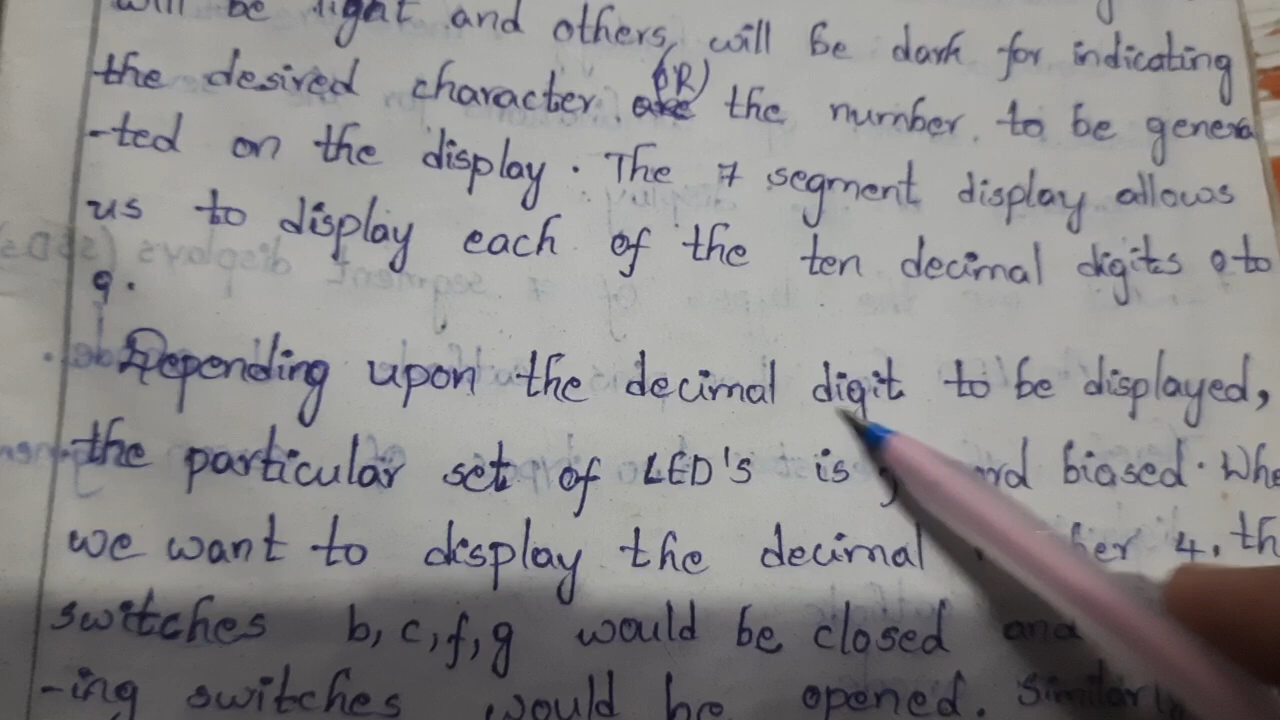 will be light and others, will be dark for indicating
the desired character (OR) the number. to be genera
-ted on the display. The 7 segment display allows
us to display each of the ten decimal digits 0 to
9.
Depending upon the decimal digit to be displayed,
the particular set of LED's is biased. Whe
we want to display the decimal 4, th
switches b, c, f, g would be closed and
-ing switches would be opened. Similarl